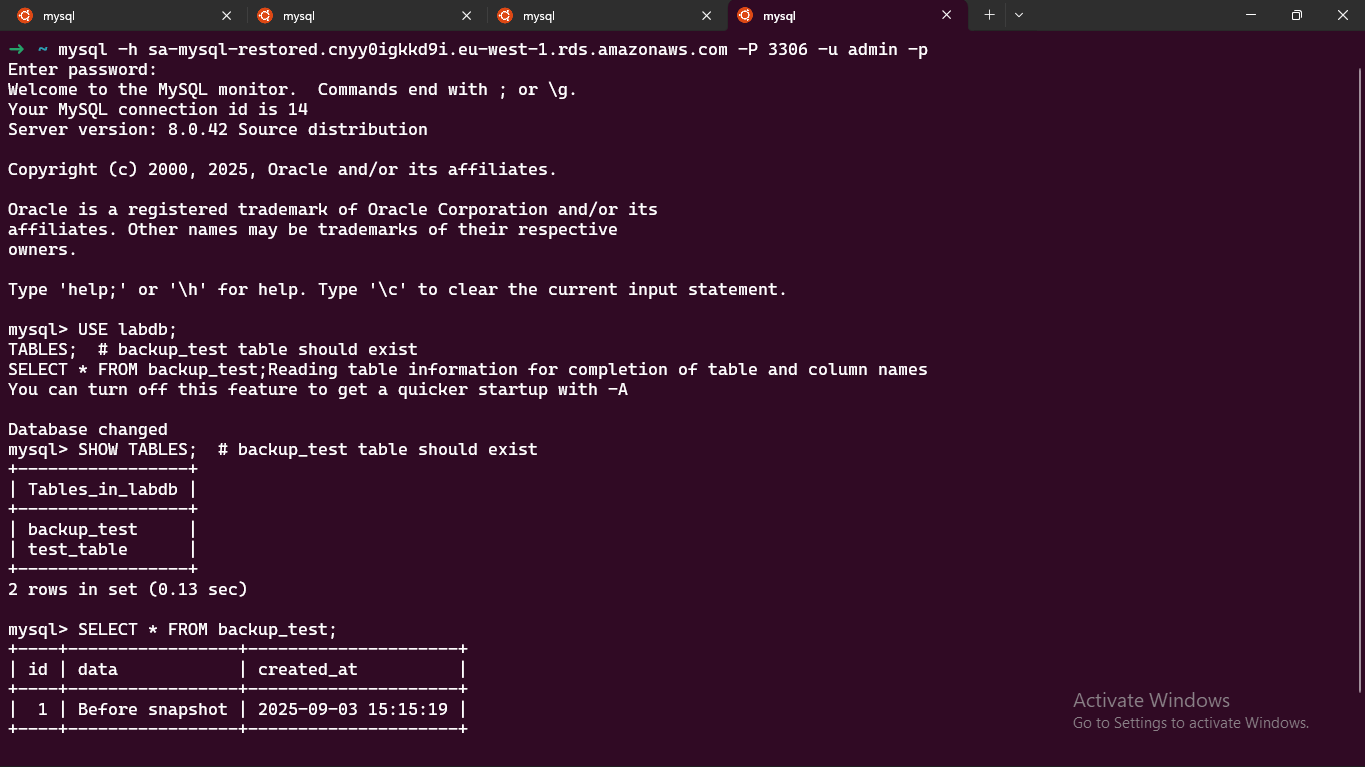 mysql
mysql
mysql
mysql
→ ~ mysql -h sa-mysql-restored.cnyy0igkkd9i.eu-west-1.rds.amazonaws.com -P 3306 -u admin -p
Enter password:
Welcome to the MySQL monitor.  Commands end with ; or \g.
Your MySQL connection id is 14
Server version: 8.0.42 Source distribution
Copyright (c) 2000, 2025, Oracle and/or its affiliates.
Oracle is a registered trademark of Oracle Corporation and/or its
affiliates. Other names may be trademarks of their respective
owners.
Type 'help;' or '\h' for help. Type '\c' to clear the current input statement.
mysql> USE labdb;
TABLES;  # backup_test table should exist
SELECT * FROM backup_test;Reading table information for completion of table and column names
You can turn off this feature to get a quicker startup with -A
Database changed
mysql> SHOW TABLES;  # backup_test table should exist
+-----------------+
| Tables_in_labdb |
+-----------------+
| backup_test     |
| test_table      |
+-----------------+
2 rows in set (0.13 sec)
mysql> SELECT * FROM backup_test;
+----+-----------------+---------------------+
| id | data            | created_at          |
+----+-----------------+---------------------+
|  1 | Before snapshot | 2025-09-03 15:15:19 |
+----+-----------------+---------------------+
Activate Windows
Go to Settings to activate Windows.